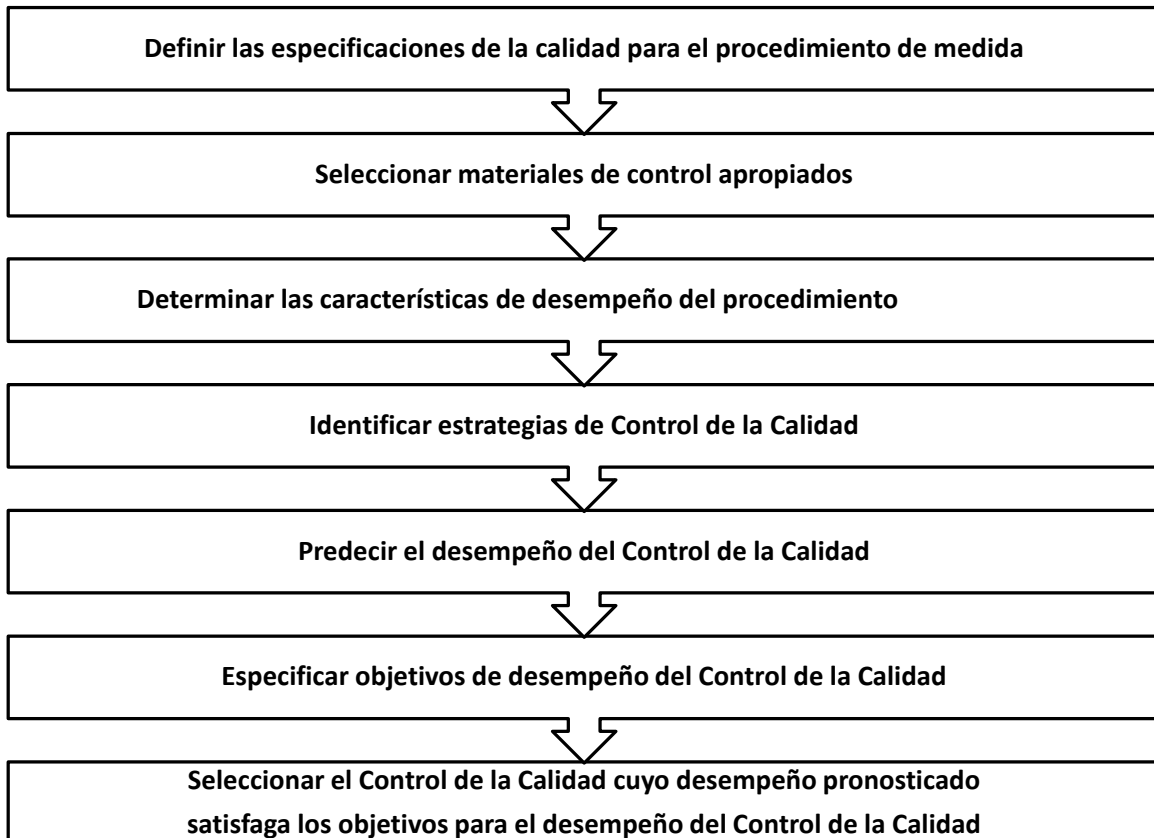 Definir las especificaciones de la calidad para el procedimiento de medida
Seleccionar materiales de control apropiados
Determinar las características de desempeño del procedimiento
Identificar estrategias de Control de la Calidad
Predecir el desempeño del Control de la Calidad
Especificar objetivos de desempeño del Control de la Calidad
Seleccionar el Control de la Calidad cuyo desempeño pronosticado
satisfaga los objetivos para el desempeño del Control de la Calidad